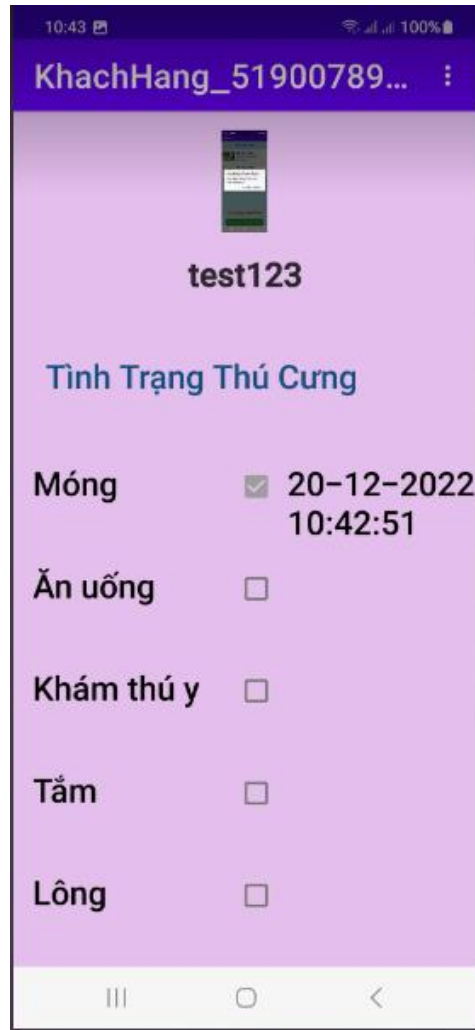 10:43
100%
KhachHang_51900789...
test123
Tình Trạng Thú Cưng
Móng
20-12-2022
10:42:51
Ăn uống
Khám thú y
Tắm
Lông